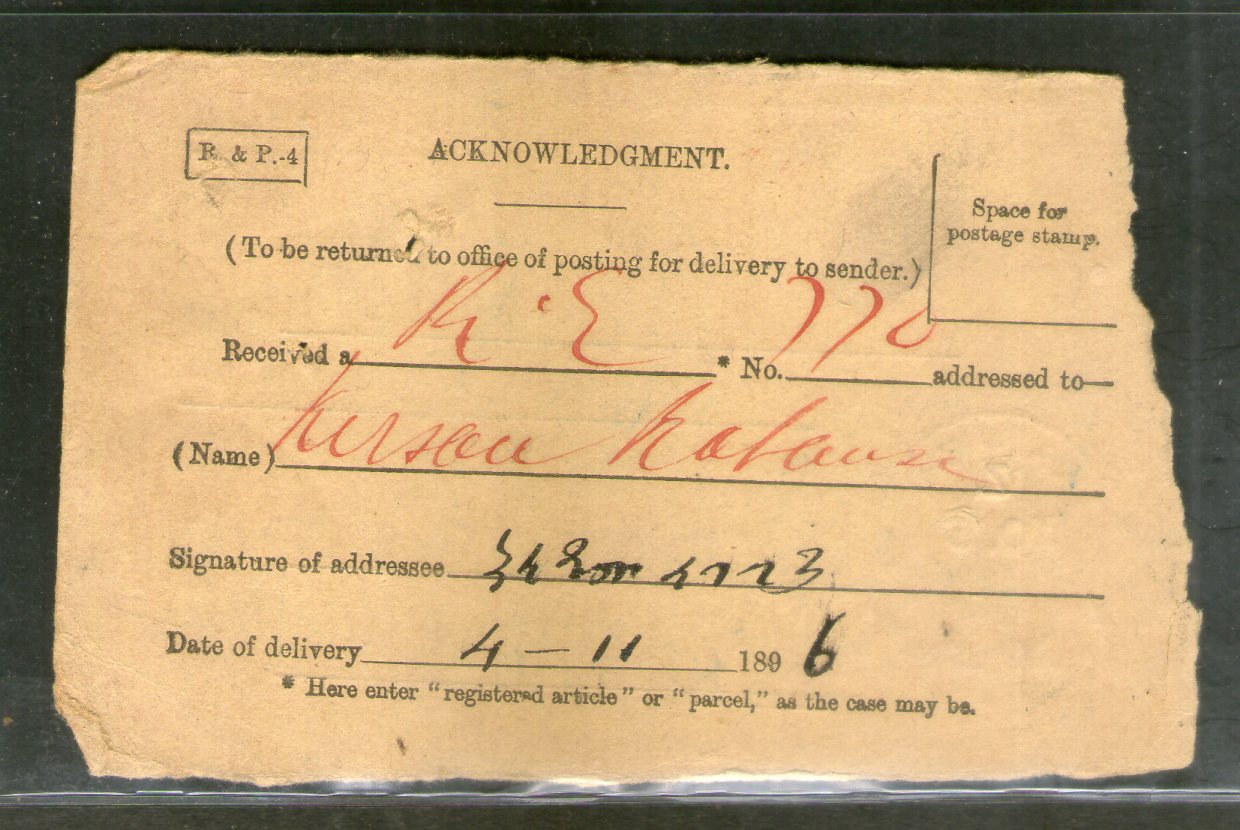 R. & P.-4
ACKNOWLEDGMENT.
Space for
postage stamp.
(To be returned to office of posting for delivery to sender.)
Received a R. E * No. 770 addressed to—
(Name)
Signature of addressee
Date of delivery 4 – 11 1896
* Here enter "registered article" or "parcel," as the case may be.